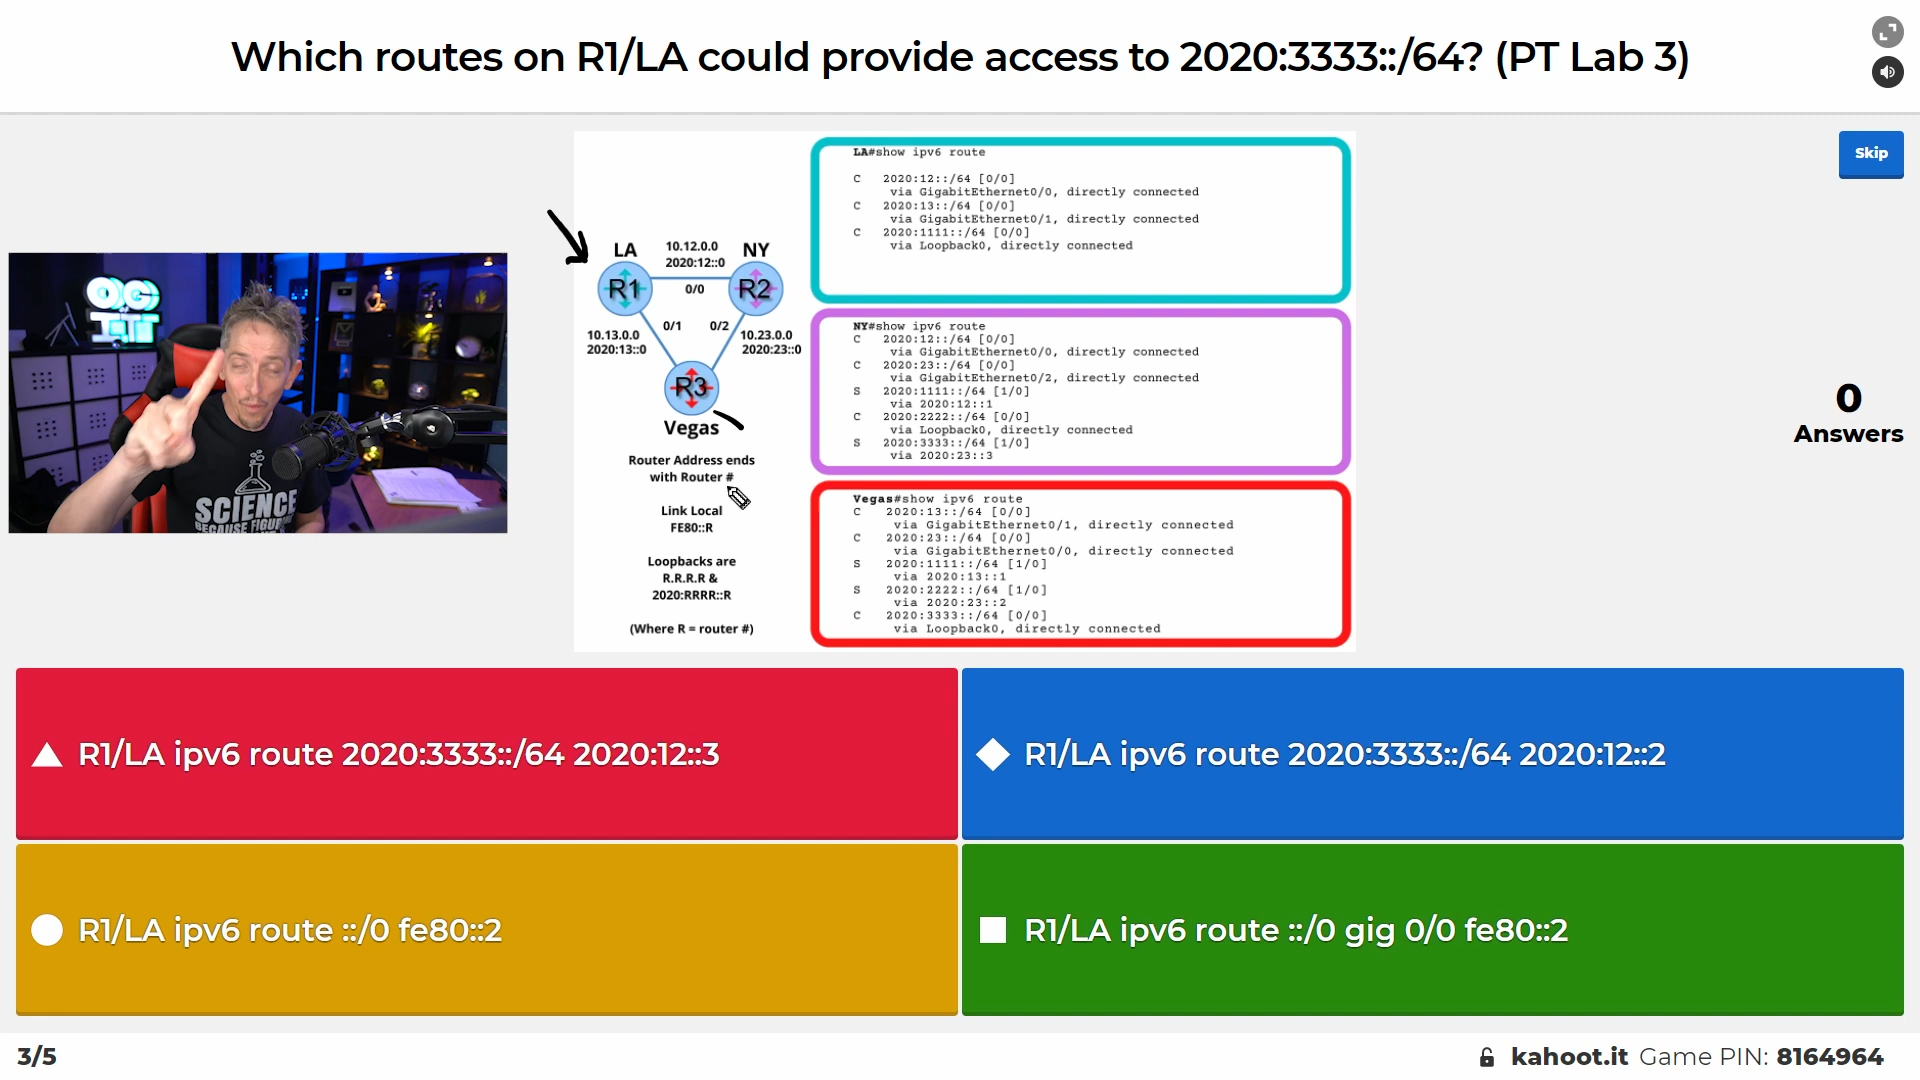 Which routes on R1/LA could provide access to 2020:3333::/64? (PT Lab 3)
Skip
LA#show ipv6 route
C 2020:12::/64 [0/0]
via GigabitEthernet0/0, directly connected
C 2020:13::/64 [0/0]
via GigabitEthernet0/1, directly connected
C 2020:1111::/64 [0/0]
via Loopback0, directly connected
LA
10.12.0.0
2020:12::0
NY
R1
0/0
R2
0/1
0/2
10.13.0.0
2020:13::0
10.23.0.0
2020:23::0
R3
Vegas
Router Address ends
with Router #
Link Local
FE80::R
Loopbacks are
R.R.R.R &
2020:RRRR::R
(Where R = router #)
NY#show ipv6 route
C 2020:12::/64 [0/0]
via GigabitEthernet0/0, directly connected
C 2020:23::/64 [0/0]
via GigabitEthernet0/2, directly connected
S 2020:1111::/64 [1/0]
via 2020:12::1
C 2020:2222::/64 [0/0]
via Loopback0, directly connected
S 2020:3333::/64 [1/0]
via 2020:23::3
Vegas#show ipv6 route
C 2020:13::/64 [0/0]
via GigabitEthernet0/1, directly connected
C 2020:23::/64 [0/0]
via GigabitEthernet0/0, directly connected
S 2020:1111::/64 [1/0]
via 2020:13::1
S 2020:2222::/64 [1/0]
via 2020:23::2
C 2020:3333::/64 [0/0]
via Loopback0, directly connected
OG
IT
SCIENCE
BECAUSE
0
Answers
R1/LA ipv6 route 2020:3333::/64 2020:12::3
R1/LA ipv6 route 2020:3333::/64 2020:12::2
R1/LA ipv6 route ::/0 fe80::2
R1/LA ipv6 route ::/0 gig 0/0 fe80::2
3/5
kahoot.it Game PIN: 8164964